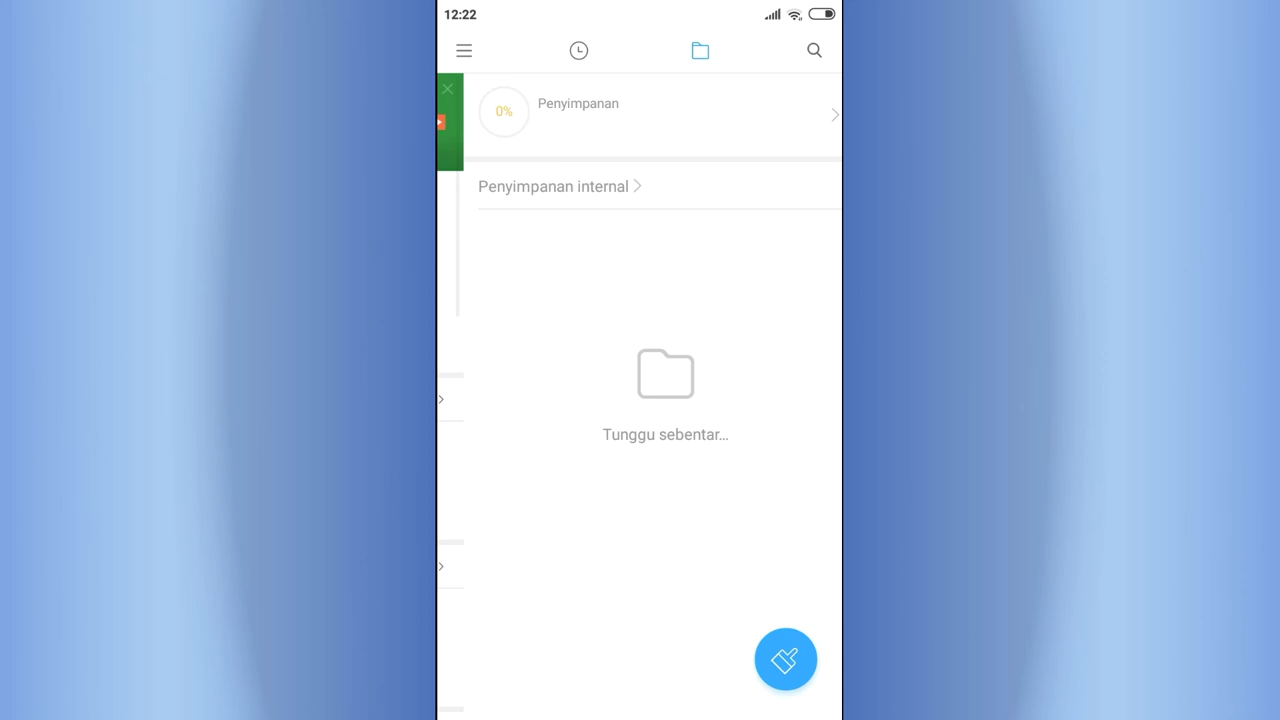 12:22
0%
Penyimpanan
Penyimpanan internal
Tunggu sebentar...